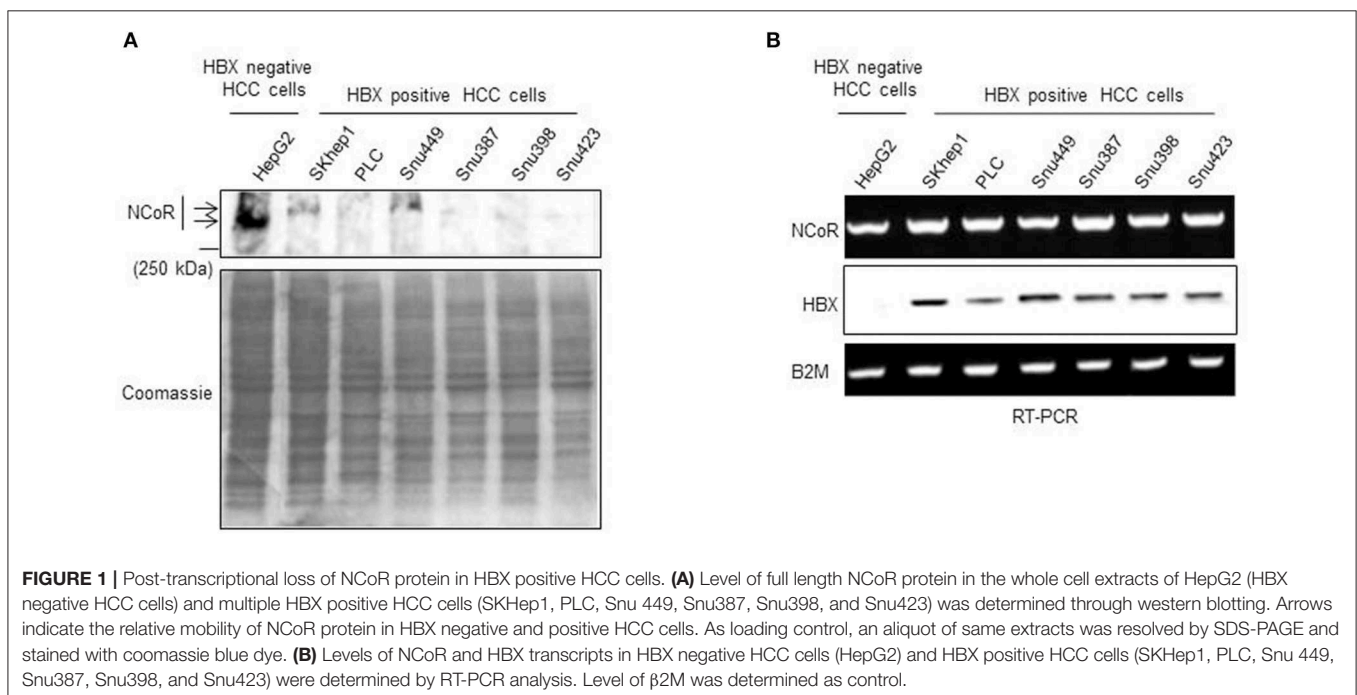 A
HBX negative
HCC cells
HBX positive HCC cells
HepG2
SKhep1
PLC
Snu449
Snu387
Snu398
Snu423
NCoR
(250 kDa)
Coomassie
B
HBX negative
HCC cells
HBX positive HCC cells
HepG2
SKhep1
PLC
Snu449
Snu387
Snu398
Snu423
NCoR
HBX
B2M
RT-PCR
FIGURE 1 | Post-transcriptional loss of NCoR protein in HBX positive HCC cells. (A) Level of full length NCoR protein in the whole cell extracts of HepG2 (HBX
negative HCC cells) and multiple HBX positive HCC cells (SKHep1, PLC, Snu 449, Snu387, Snu398, and Snu423) was determined through western blotting. Arrows
indicate the relative mobility of NCoR protein in HBX negative and positive HCC cells. As loading control, an aliquot of same extracts was resolved by SDS-PAGE and
stained with coomassie blue dye. (B) Levels of NCoR and HBX transcripts in HBX negative HCC cells (HepG2) and HBX positive HCC cells (SKHep1, PLC, Snu 449,
Snu387, Snu398, and Snu423) were determined by RT-PCR analysis. Level of β2M was determined as control.